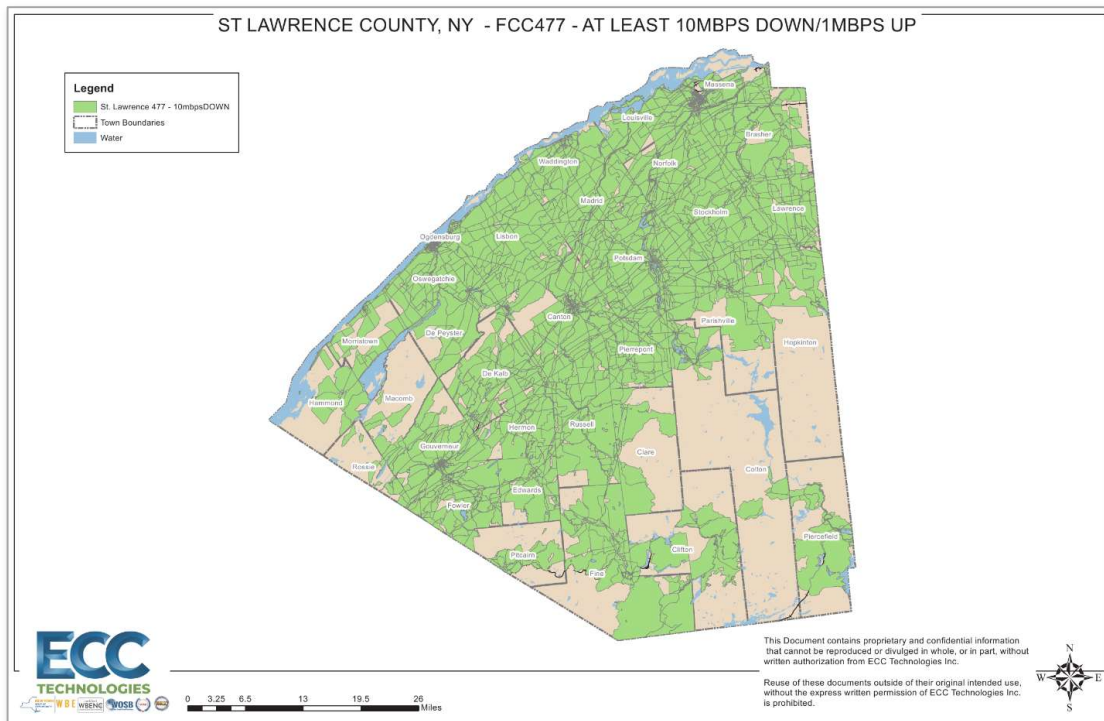 ST LAWRENCE COUNTY, NY - FCC477 - AT LEAST 10MBPS DOWN/1MBPS UP
Legend
St. Lawrence 477 - 10mbpsDOWN
Town Boundaries
Water
Massena
Louisville
Brasher
Waddington
Norfolk
Madrid
Stockholm
Lawrence
Ogdensburg
Lisbon
Potsdam
Oswegatchie
Canton
Parishville
De Peyster
Morristown
Hopkinton
Pierrepont
De Kalb
Macomb
Hammond
Hermon
Russell
Gouverneur
Clare
Rossie
Colton
Edwards
Fowler
Piercefield
Pitcairn
Clifton
Fine
ECC
TECHNOLOGIES
WBE
WBENC
WOSB
0 3.25 6.5 13 19.5 26
Miles
This Document contains proprietary and confidential information
that cannot be reproduced or divulged in whole, or in part, without
written authorization from ECC Technologies Inc.
Reuse of these documents outside of their original intended use,
without the express written permission of ECC Technologies Inc.
is prohibited.
N
W E
S